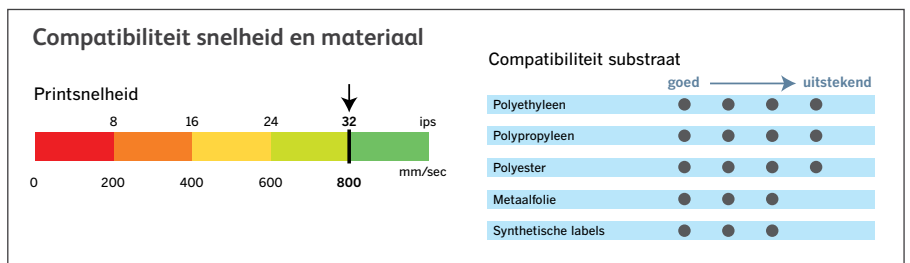 Compatibiliteit snelheid en materiaal
Printsnelheid
8 16 24 32 ips
mm/sec
0 200 400 600 800
Compatibiliteit substraat
goed uitstekend
Polyethyleen
Polypropyleen
Polyester
Metaalfolie
Synthetische labels